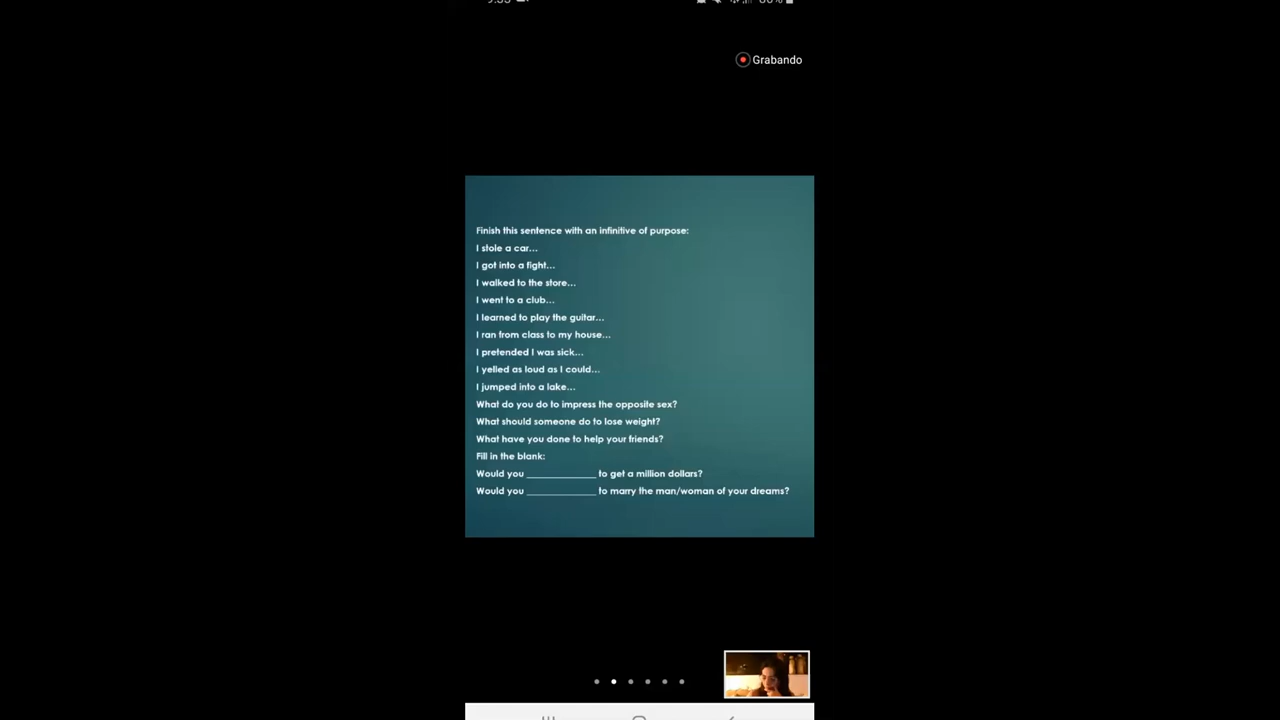 Grabando
Finish this sentence with an infinitive of purpose:
I stole a car...
I got into a fight...
I walked to the store...
I went to a club...
I learned to play the guitar...
I ran from class to my house...
I pretended I was sick...
I yelled as loud as I could...
I jumped into a lake...
What do you do to impress the opposite sex?
What should someone do to lose weight?
What have you done to help your friends?
Fill in the blank:
Would you ______________ to get a million dollars?
Would you ______________ to marry the man/woman of your dreams?